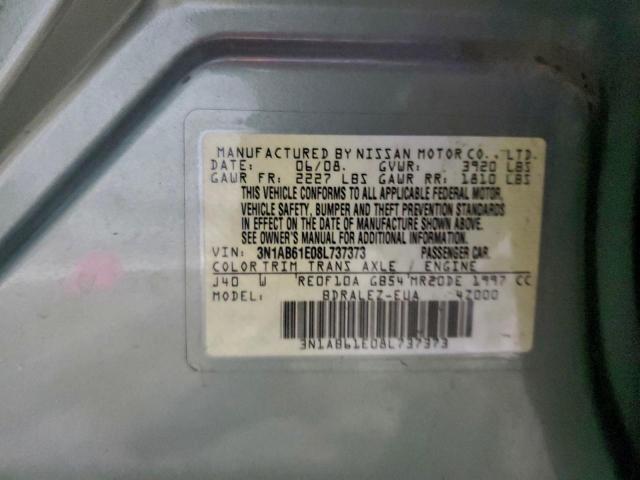 MANUFACTURED BY NISSAN MOTOR CO., LTD.
DATE: 06/08. GVWR: 3920 LBS
GAWR FR: 2227 LBS GAWR RR: 1810 LBS
THIS VEHICLE CONFORMS TO ALL APPLICABLE FEDERAL MOTOR
VEHICLE SAFETY, BUMPER AND THEFT PREVENTION STANDARDS
IN EFFECT ON THE DATE OF MANUFACTURE SHOWN ABOVE.
SEE OWNER'S MANUAL FOR ADDITIONAL INFORMATION.
VIN: 3N1AB61E08L737373 PASSENGER CAR.
COLOR TRIM TRANS AXLE / ENGINE
J40 W RE0F10A GB54 MR20DE 1997 CC
MODEL: BDRALEZ-EUA 4Z000
3N1AB61E08L737373